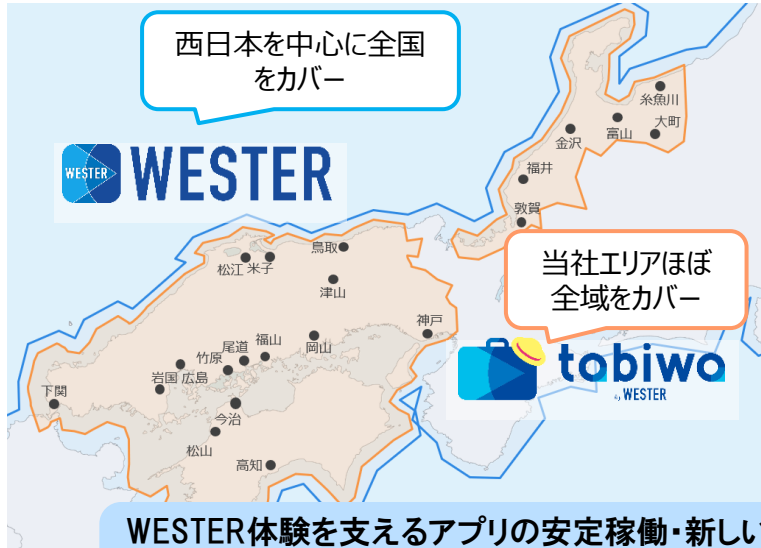 西日本を中心に全国
をカバー
WESTER
WESTER
糸魚川
大町
富山
金沢
福井
敦賀
当社エリアほぼ
全域をカバー
鳥取
松江
米子
津山
神戸
岡山
福山
尾道
竹原
広島
岩国
下関
今治
松山
高知
tabiwa
by WESTER
WESTER体験を支えるアプリの安定稼働・新しい